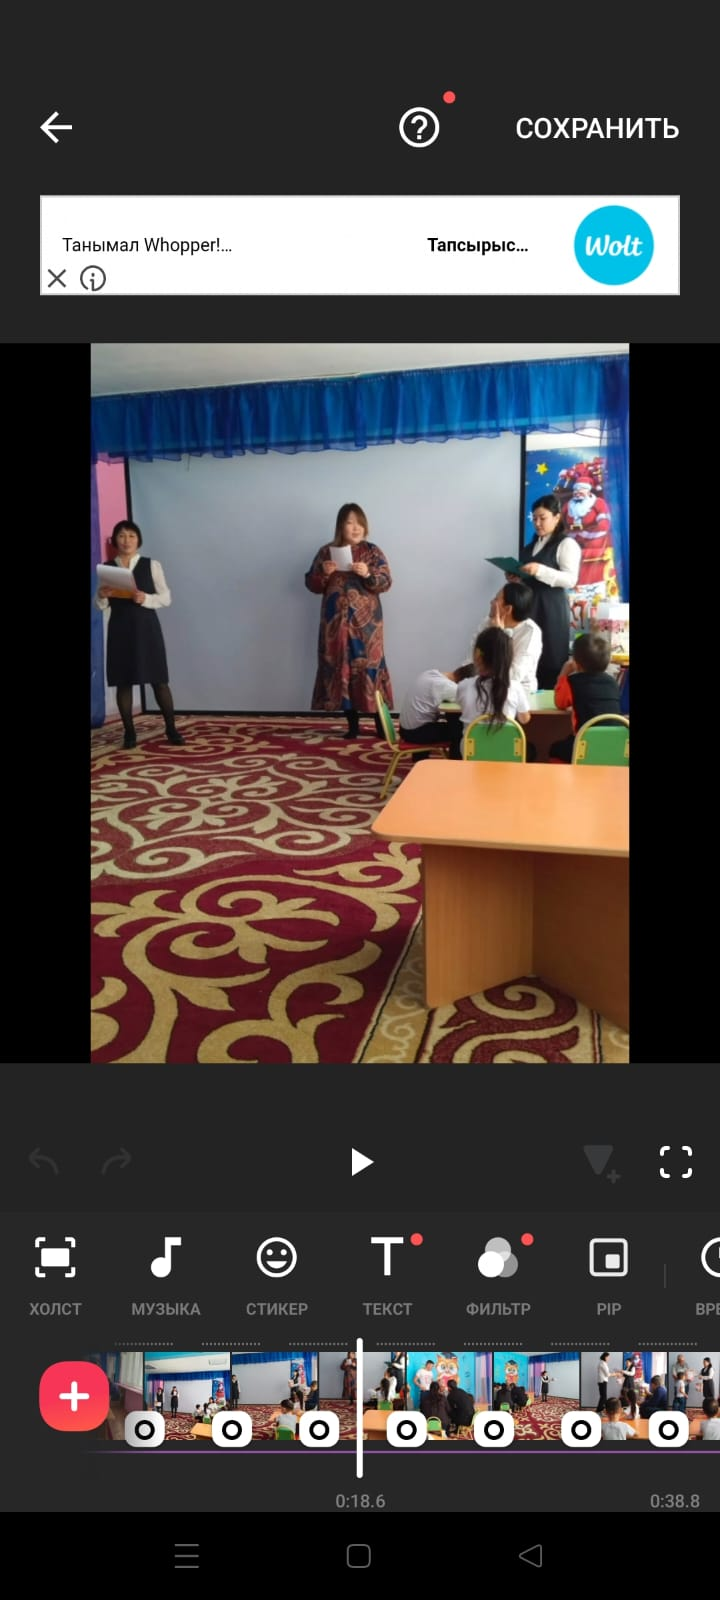 СОХРАНИТЬ
Танымал Whopper!...
Тапсырыс...
Wolt
ХОЛСТ
МУЗЫКА
СТИКЕР
ТЕКСТ
ФИЛЬТР
PIP
ВРЕ
0:18.6
0:38.8